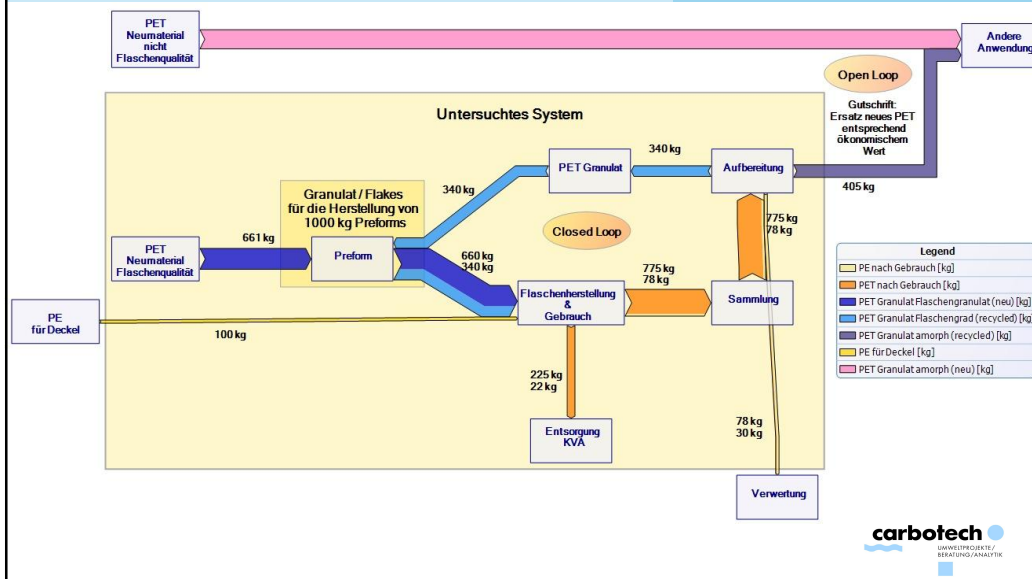 PET
Neumaterial
nicht
Flaschenqualität
Andere
Anwendung
Open Loop
Gutschrift:
Ersatz neues PET
entsprechend
ökonomischem
Wert
Untersuchtes System
340 kg
PET Granulat
340 kg
Aufbereitung
405 kg
Granulat / Flakes
für die Herstellung von
1000 kg Preforms
661 kg
PET
Neumaterial
Flaschenqualität
Preform
Closed Loop
660 kg
340 kg
775 kg
78 kg
775 kg
78 kg
Flaschenherstellung
&
Gebrauch
Sammlung
PE
für Deckel
100 kg
225 kg
22 kg
Entsorgung
KVA
78 kg
30 kg
Verwertung
Legend
PE nach Gebrauch [kg]
PET nach Gebrauch [kg]
PET Granulat Flaschengranulat (neu) [kg]
PET Granulat Flaschengrad (recycled) [kg]
PET Granulat amorph (recycled) [kg]
PE für Deckel [kg]
PET Granulat amorph (neu) [kg]
carbotech
UMWELTPROJEKTE/
BERATUNG/ANALYTIK